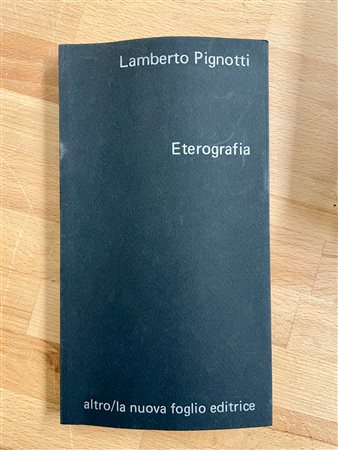 Lamberto Pignotti
Eterografia
altro/la nuova foglio editrice